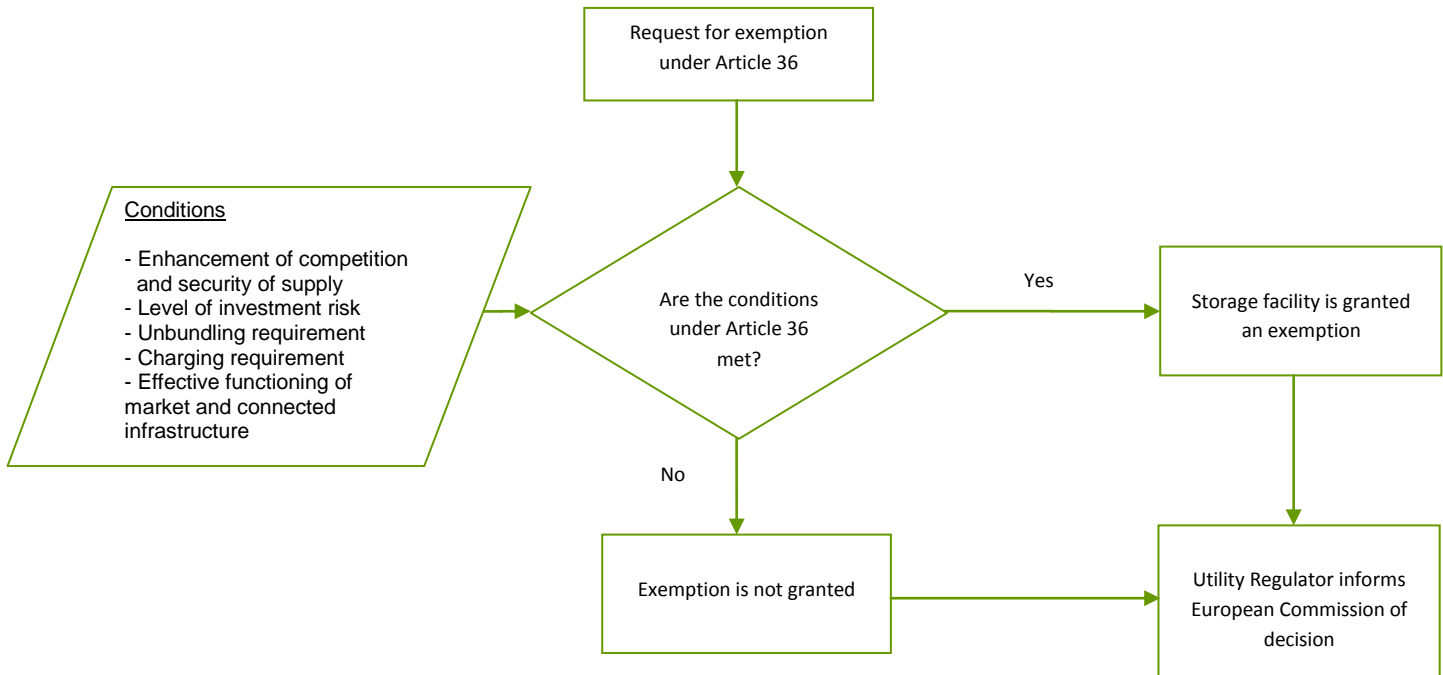 Request for exemption
under Article 36
Conditions
- Enhancement of competition
and security of supply
- Level of investment risk
- Unbundling requirement
- Charging requirement
- Effective functioning of
market and connected
infrastructure
Are the conditions
under Article 36
met?
Yes
Storage facility is granted
an exemption
No
Exemption is not granted
Utility Regulator informs
European Commission of
decision